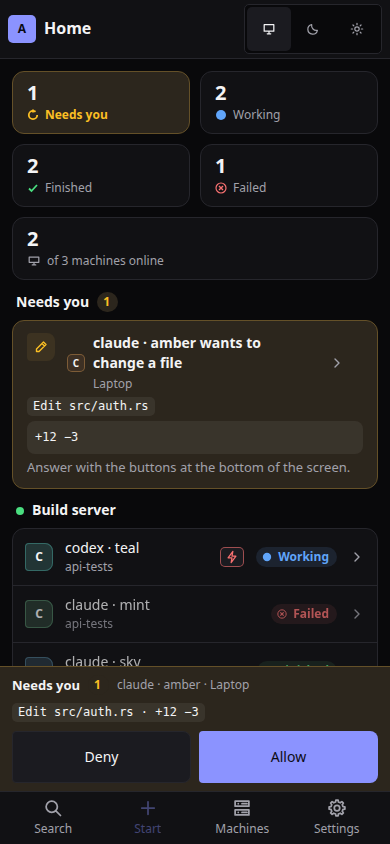 A Home
1
Needs you
2
Working
2
Finished
1
Failed
2
of 3 machines online
Needs you 1
C claude · amber wants to
change a file
Laptop
Edit src/auth.rs
+12 −3
Answer with the buttons at the bottom of the screen.
Build server
C codex · teal Working
api-tests
C claude · mint Failed
api-tests
claude · sky
Needs you 1 claude · amber · Laptop
Edit src/auth.rs · +12 −3
Deny Allow
Search Start Machines Settings